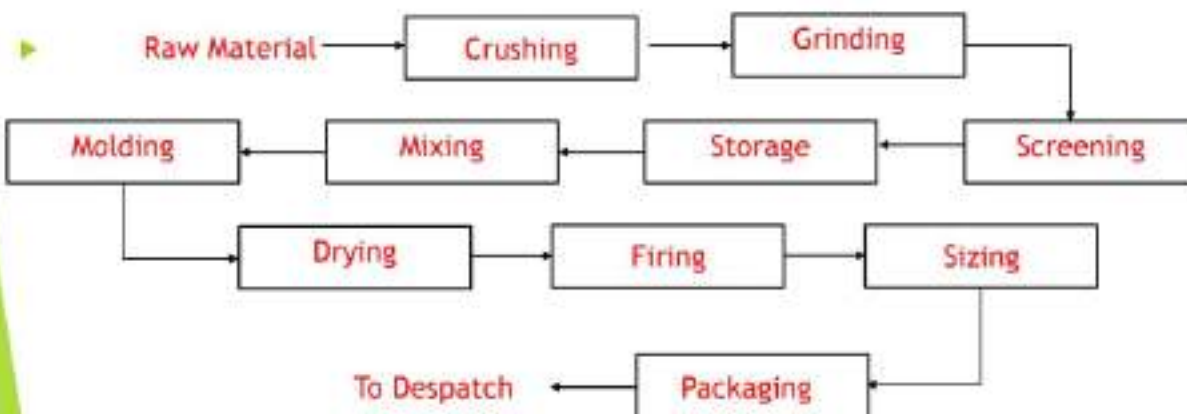 Raw Material
Crushing
Grinding
Screening
Storage
Mixing
Molding
Drying
Firing
Sizing
Packaging
To Despatch